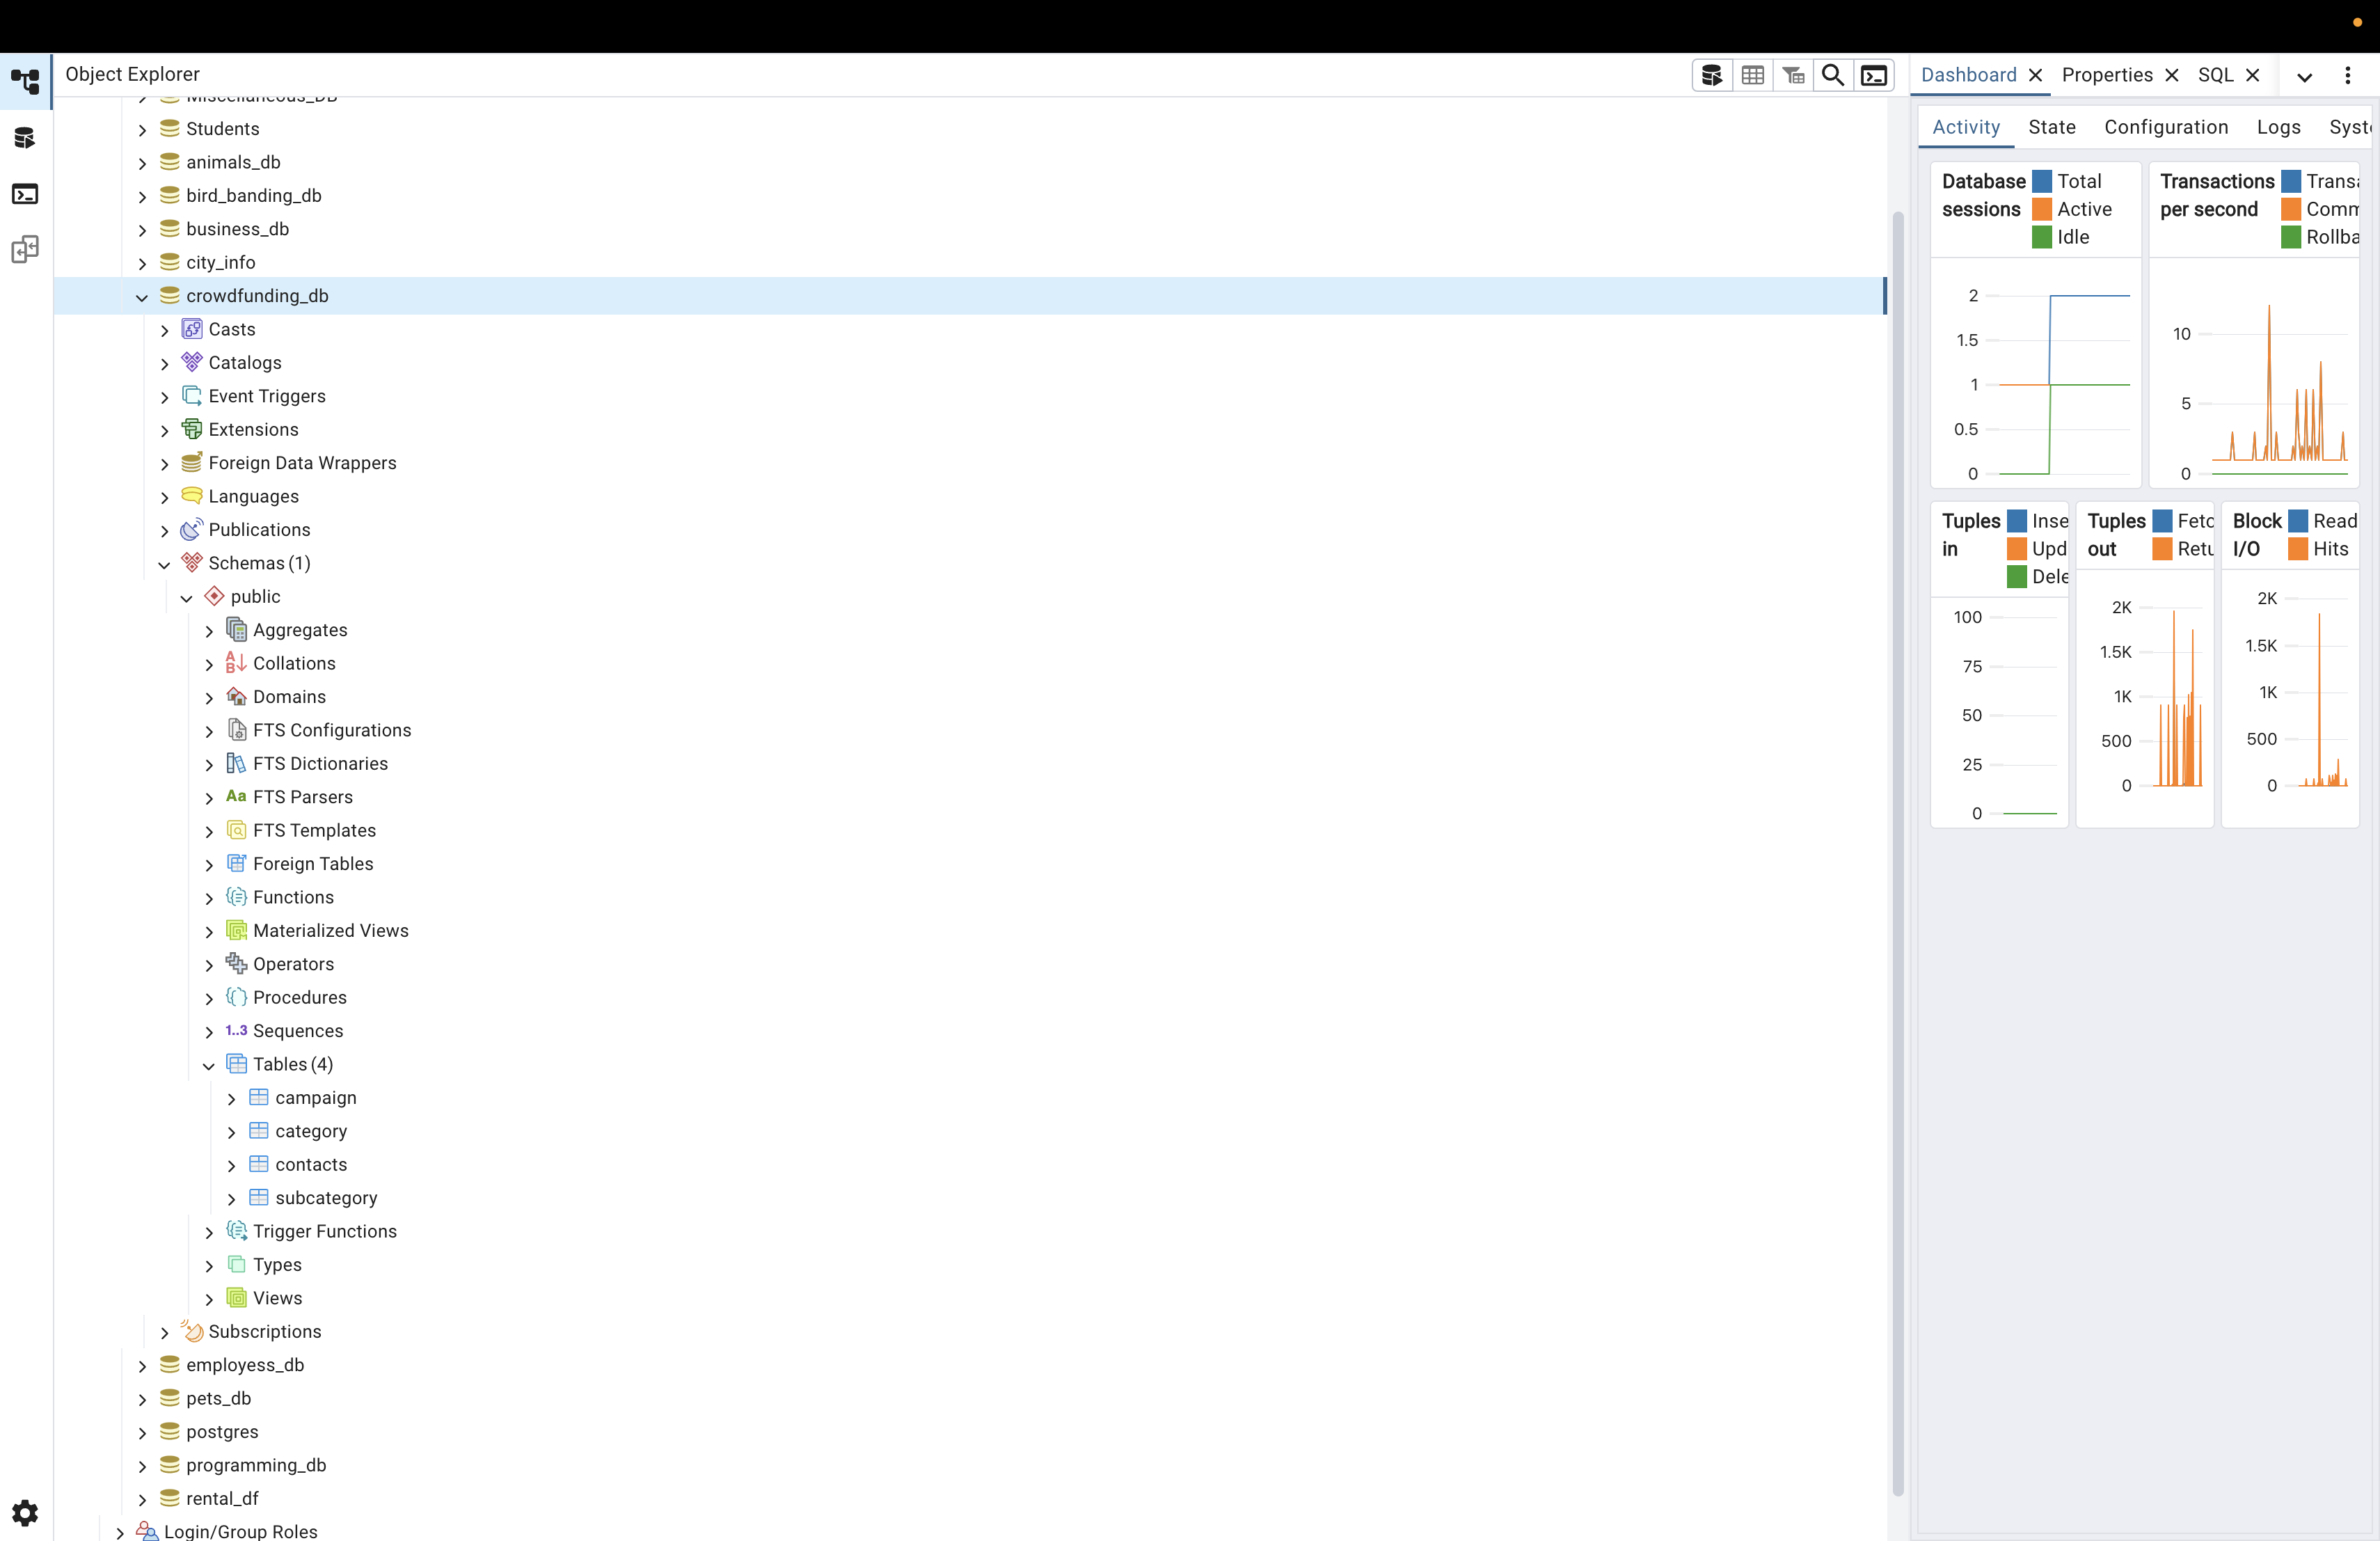 Object Explorer
Dashboard
Properties
SQL
Miscellaneous_DB
Students
animals_db
bird_banding_db
business_db
city_info
crowdfunding_db
Casts
Catalogs
Event Triggers
Extensions
Foreign Data Wrappers
Languages
Publications
Schemas (1)
public
Aggregates
Collations
Domains
FTS Configurations
FTS Dictionaries
Aa FTS Parsers
FTS Templates
Foreign Tables
Functions
Materialized Views
Operators
Procedures
1..3 Sequences
Tables (4)
campaign
category
contacts
subcategory
Trigger Functions
Types
Views
Subscriptions
employess_db
pets_db
postgres
programming_db
rental_df
Login/Group Roles
Activity State Configuration Logs Syst
Database sessions
Total
Active
Idle
2
1.5
1
0.5
0
Transactions per second
Trans
Comm
Rollba
10
5
0
Tuples in
Inse
Upd
Dele
100
75
50
25
0
Tuples out
Fetc
Retu
2K
1.5K
1K
500
0
Block I/O
Read
Hits
2K
1.5K
1K
500
0